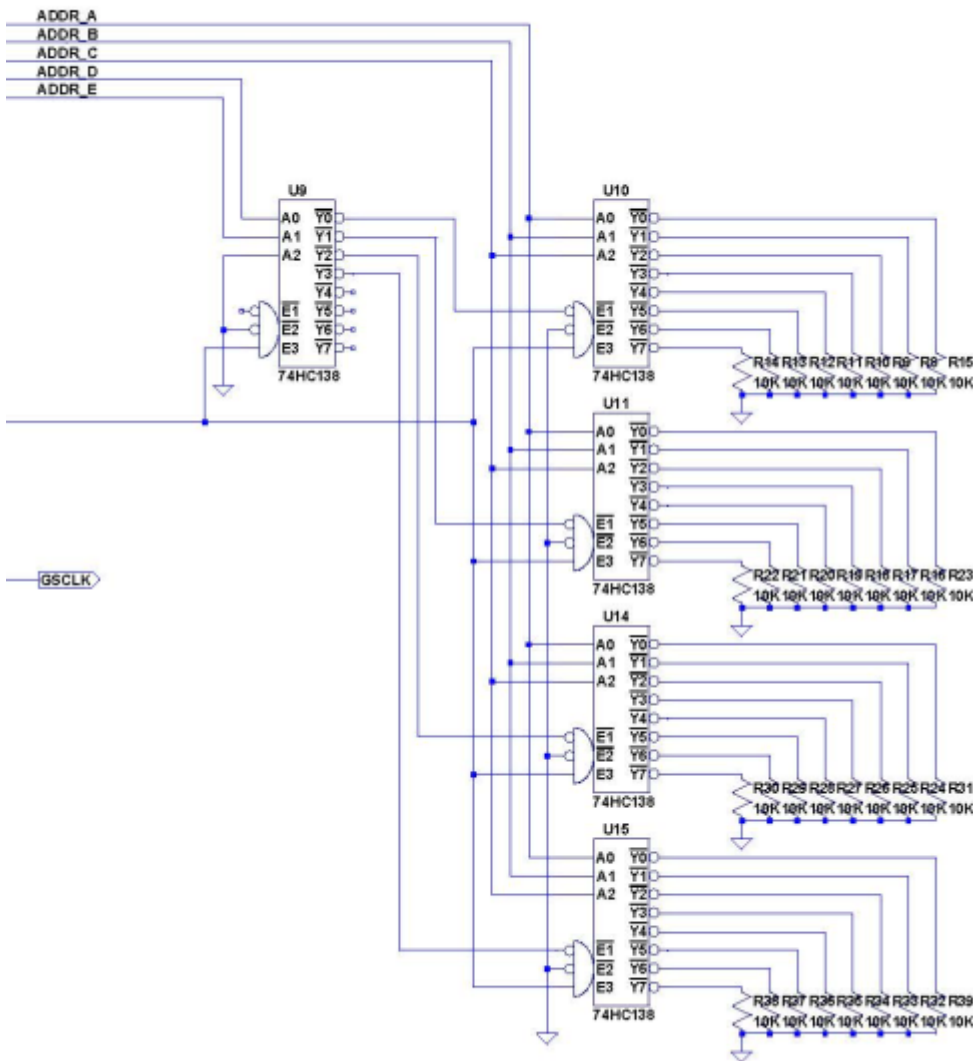 ADDR_A
ADDR_B
ADDR_C
ADDR_D
ADDR_E
U9
A0 Y0
A1 Y1
A2 Y2
Y3
Y4
E1 Y5
E2 Y6
E3 Y7
74HC138
U10
A0 Y0
A1 Y1
A2 Y2
Y3
Y4
E1 Y5
E2 Y6
E3 Y7
74HC138
R14 R13 R12 R11 R10 R9 R8 R15
10K 10K 10K 10K 10K 10K 10K 10K
U11
A0 Y0
A1 Y1
A2 Y2
Y3
Y4
E1 Y5
E2 Y6
E3 Y7
74HC138
R22 R21 R20 R19 R18 R17 R16 R23
10K 10K 10K 10K 10K 10K 10K 10K
GSCLK
U14
A0 Y0
A1 Y1
A2 Y2
Y3
Y4
E1 Y5
E2 Y6
E3 Y7
74HC138
R30 R29 R28 R27 R26 R25 R24 R31
10K 10K 10K 10K 10K 10K 10K 10K
U15
A0 Y0
A1 Y1
A2 Y2
Y3
Y4
E1 Y5
E2 Y6
E3 Y7
74HC138
R38 R37 R36 R35 R34 R33 R32 R39
10K 10K 10K 10K 10K 10K 10K 10K